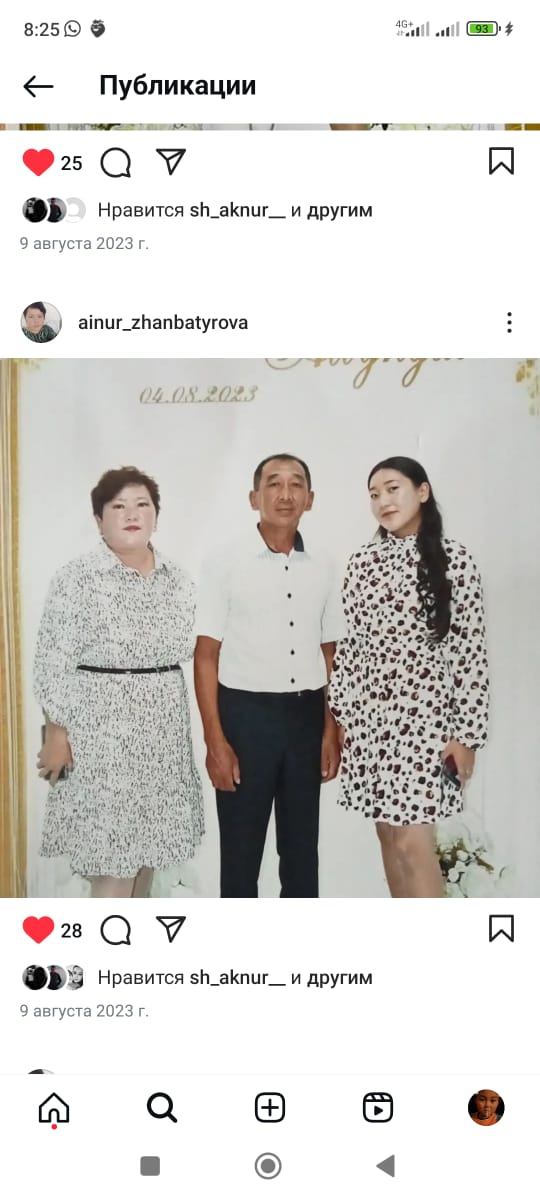 8:25
4G+
93
Публикации
25
Нравится sh_aknur__ и другим
9 августа 2023 г.
ainur_zhanbatyrova
04.08.2023
28
Нравится sh_aknur__ и другим
9 августа 2023 г.